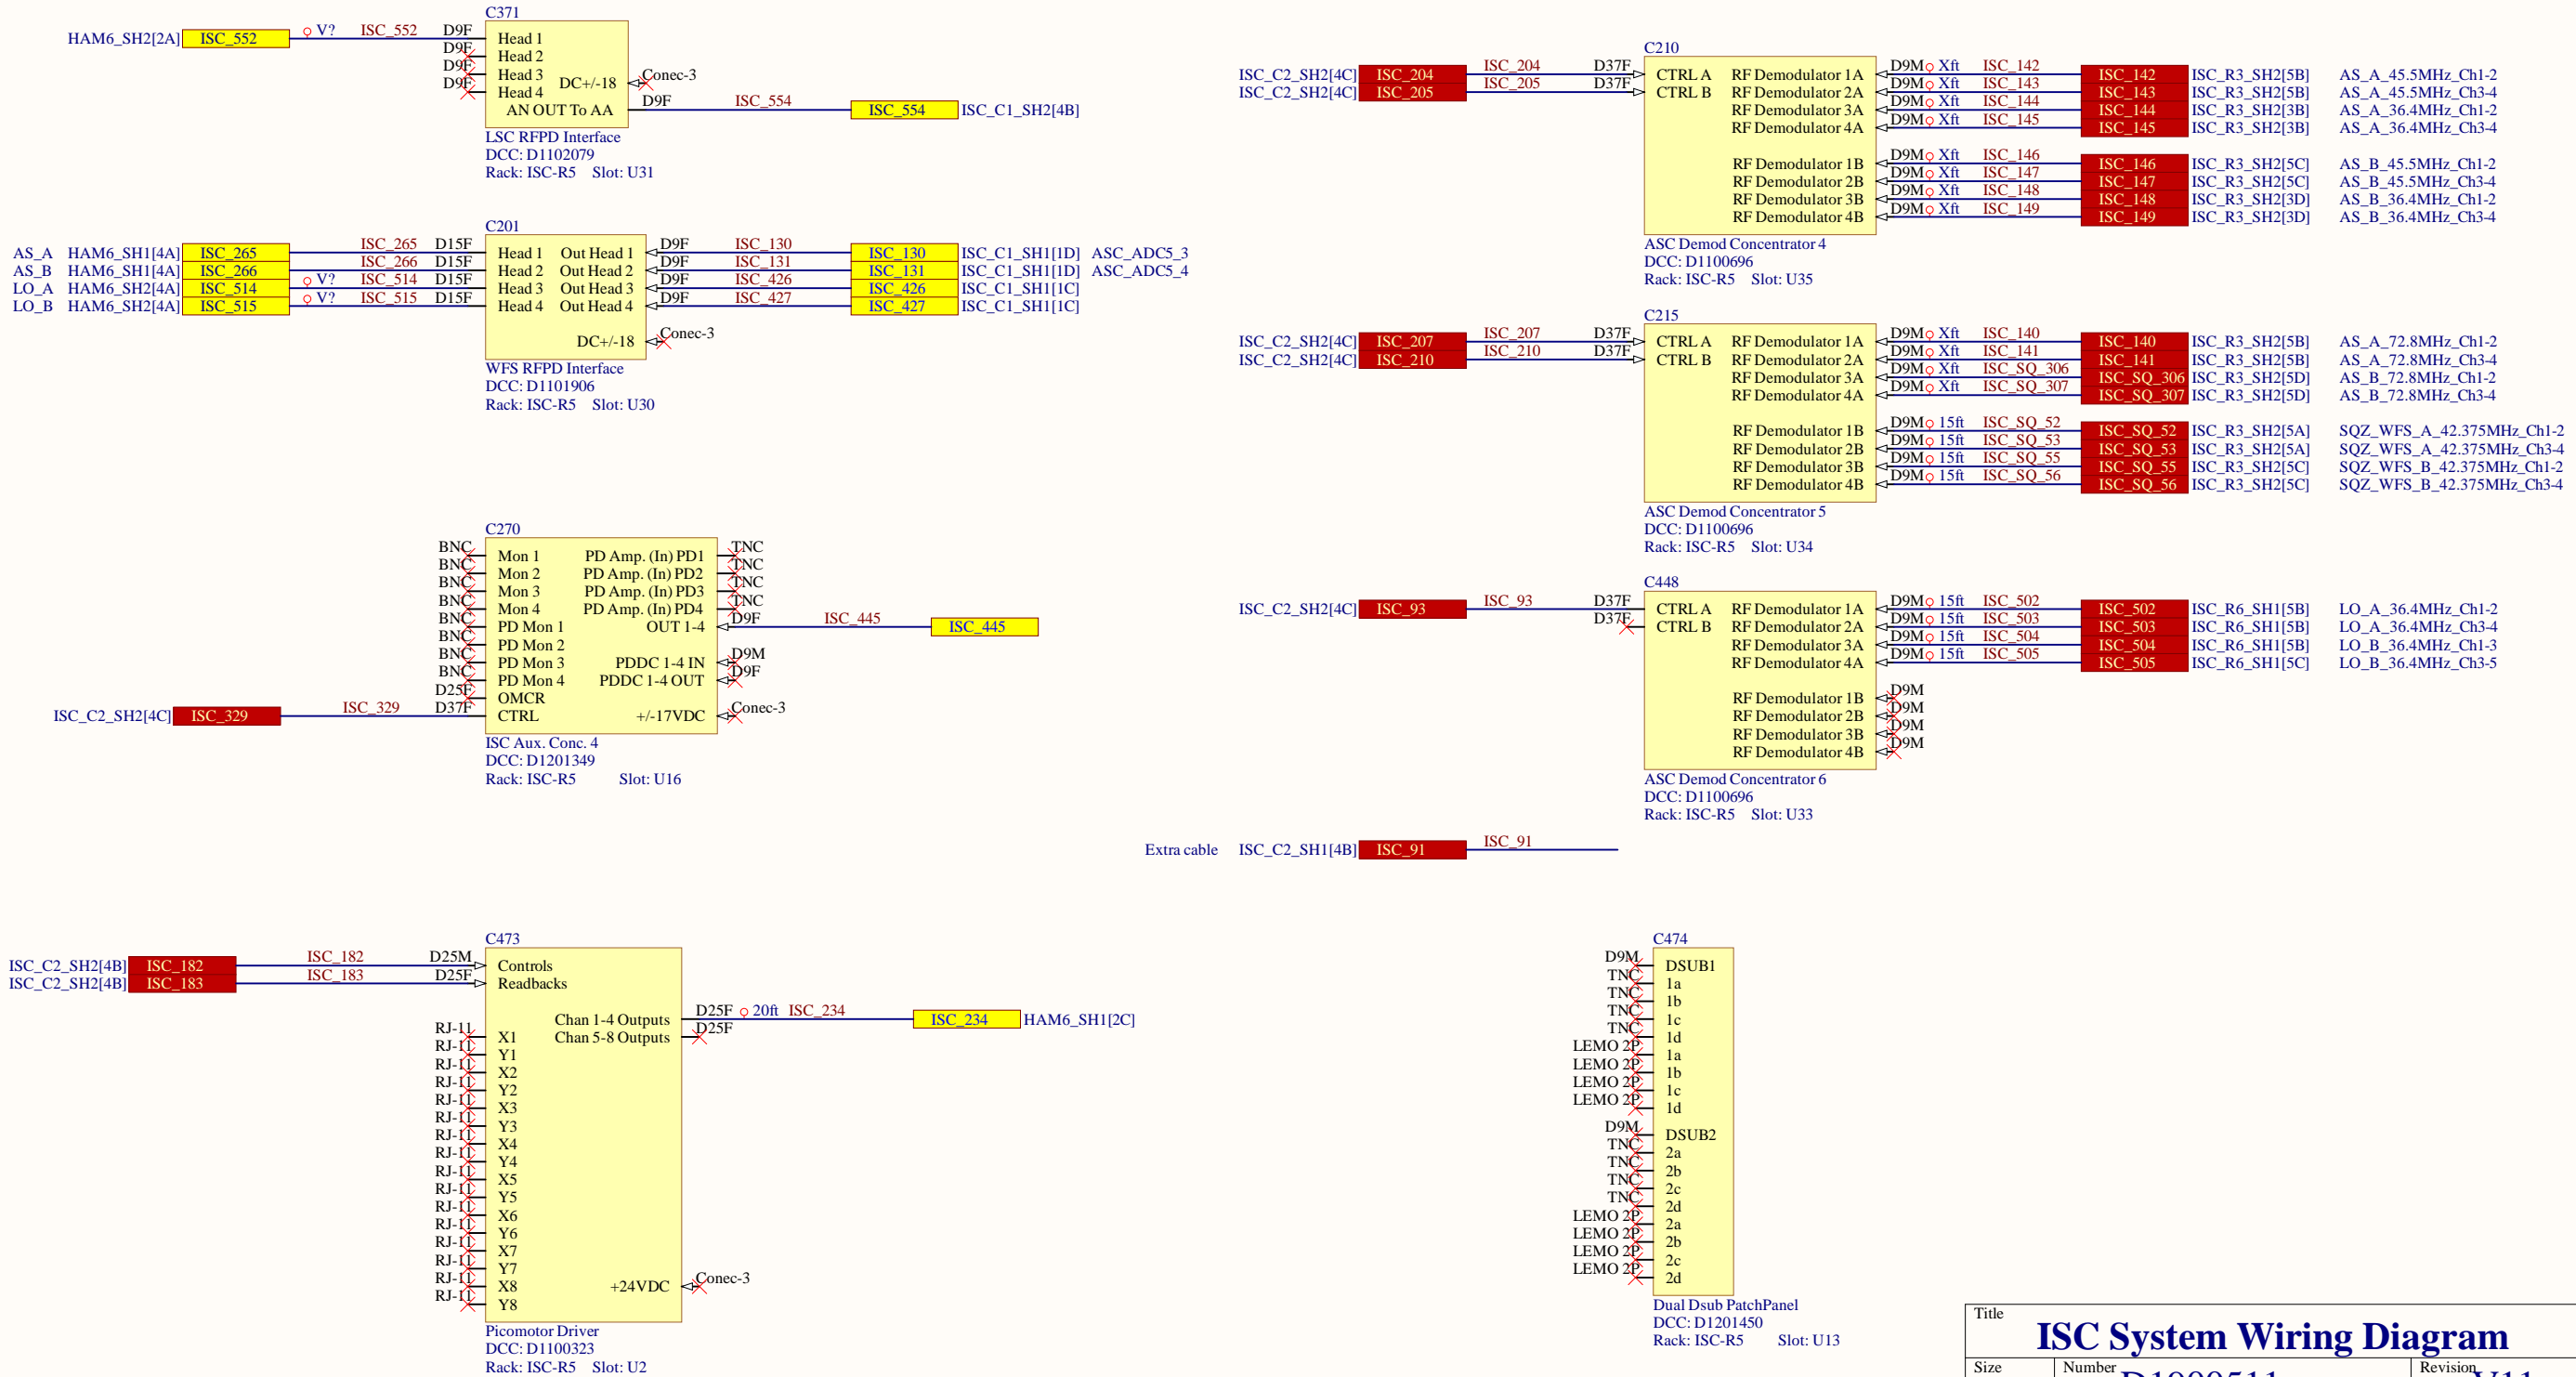 C371
HAM6_SH2[2A] ISC_552 V? ISC_552 D9F Head 1
D9F Head 2
D9F Head 3
D9F Head 4
DC+/-18 Conec-3
AN OUT To AA D9F ISC_554 ISC_554 ISC_C1_SH2[4B]
LSC RFPD Interface
DCC: D1102079
Rack: ISC-R5 Slot: U31
C201
AS_A HAM6_SH1[4A] ISC_265 ISC_265 D15F Head 1 Out Head 1 D9F ISC_130 ISC_130 ISC_C1_SH1[1D] ASC_ADC5_3
AS_B HAM6_SH1[4A] ISC_266 ISC_266 D15F Head 2 Out Head 2 D9F ISC_131 ISC_131 ISC_C1_SH1[1D] ASC_ADC5_4
LO_A HAM6_SH2[4A] ISC_514 V? ISC_514 D15F Head 3 Out Head 3 D9F ISC_426 ISC_426 ISC_C1_SH1[1C]
LO_B HAM6_SH2[4A] ISC_515 V? ISC_515 D15F Head 4 Out Head 4 D9F ISC_427 ISC_427 ISC_C1_SH1[1C]
DC+/-18 Conec-3
WFS RFPD Interface
DCC: D1101906
Rack: ISC-R5 Slot: U30
C270
BNC Mon 1 PD Amp. (In) PD1 TNC
BNC Mon 2 PD Amp. (In) PD2 TNC
BNC Mon 3 PD Amp. (In) PD3 TNC
BNC Mon 4 PD Amp. (In) PD4 TNC
BNC PD Mon 1 OUT 1-4 D9F ISC_445 ISC_445
BNC PD Mon 2
BNC PD Mon 3 PDDC 1-4 IN D9M
BNC PD Mon 4 PDDC 1-4 OUT D9F
D25F OMCR
ISC_C2_SH2[4C] ISC_329 ISC_329 D37F CTRL +/-17VDC Conec-3
ISC Aux. Conc. 4
DCC: D1201349
Rack: ISC-R5 Slot: U16
C473
ISC_C2_SH2[4B] ISC_182 ISC_182 D25M Controls
ISC_C2_SH2[4B] ISC_183 ISC_183 D25F Readbacks
Chan 1-4 Outputs D25F 20ft ISC_234 ISC_234 HAM6_SH1[2C]
RJ-11 X1 Chan 5-8 Outputs D25F
RJ-11 Y1
RJ-11 X2
RJ-11 Y2
RJ-11 X3
RJ-11 Y3
RJ-11 X4
RJ-11 Y4
RJ-11 X5
RJ-11 Y5
RJ-11 X6
RJ-11 Y6
RJ-11 X7
RJ-11 Y7
RJ-11 X8 +24VDC Conec-3
RJ-11 Y8
Picomotor Driver
DCC: D1100323
Rack: ISC-R5 Slot: U2
C210
ISC_C2_SH2[4C] ISC_204 ISC_204 D37F CTRL A RF Demodulator 1A D9M Xft ISC_142 ISC_142 ISC_R3_SH2[5B] AS_A_45.5MHz_Ch1-2
ISC_C2_SH2[4C] ISC_205 ISC_205 D37F CTRL B RF Demodulator 2A D9M Xft ISC_143 ISC_143 ISC_R3_SH2[5B] AS_A_45.5MHz_Ch3-4
RF Demodulator 3A D9M Xft ISC_144 ISC_144 ISC_R3_SH2[3B] AS_A_36.4MHz_Ch1-2
RF Demodulator 4A D9M Xft ISC_145 ISC_145 ISC_R3_SH2[3B] AS_A_36.4MHz_Ch3-4
RF Demodulator 1B D9M Xft ISC_146 ISC_146 ISC_R3_SH2[5C] AS_B_45.5MHz_Ch1-2
RF Demodulator 2B D9M Xft ISC_147 ISC_147 ISC_R3_SH2[5C] AS_B_45.5MHz_Ch3-4
RF Demodulator 3B D9M Xft ISC_148 ISC_148 ISC_R3_SH2[3D] AS_B_36.4MHz_Ch1-2
RF Demodulator 4B D9M Xft ISC_149 ISC_149 ISC_R3_SH2[3D] AS_B_36.4MHz_Ch3-4
ASC Demod Concentrator 4
DCC: D1100696
Rack: ISC-R5 Slot: U35
C215
ISC_C2_SH2[4C] ISC_207 ISC_207 D37F CTRL A RF Demodulator 1A D9M Xft ISC_140 ISC_140 ISC_R3_SH2[5B] AS_A_72.8MHz_Ch1-2
ISC_C2_SH2[4C] ISC_210 ISC_210 D37F CTRL B RF Demodulator 2A D9M Xft ISC_141 ISC_141 ISC_R3_SH2[5B] AS_A_72.8MHz_Ch3-4
RF Demodulator 3A D9M Xft ISC_SQ_306 ISC_SQ_306 ISC_R3_SH2[5D] AS_B_72.8MHz_Ch1-2
RF Demodulator 4A D9M Xft ISC_SQ_307 ISC_SQ_307 ISC_R3_SH2[5D] AS_B_72.8MHz_Ch3-4
RF Demodulator 1B D9M 15ft ISC_SQ_52 ISC_SQ_52 ISC_R3_SH2[5A] SQZ_WFS_A_42.375MHz_Ch1-2
RF Demodulator 2B D9M 15ft ISC_SQ_53 ISC_SQ_53 ISC_R3_SH2[5A] SQZ_WFS_A_42.375MHz_Ch3-4
RF Demodulator 3B D9M 15ft ISC_SQ_55 ISC_SQ_55 ISC_R3_SH2[5C] SQZ_WFS_B_42.375MHz_Ch1-2
RF Demodulator 4B D9M 15ft ISC_SQ_56 ISC_SQ_56 ISC_R3_SH2[5C] SQZ_WFS_B_42.375MHz_Ch3-4
ASC Demod Concentrator 5
DCC: D1100696
Rack: ISC-R5 Slot: U34
C448
ISC_C2_SH2[4C] ISC_93 ISC_93 D37F CTRL A RF Demodulator 1A D9M 15ft ISC_502 ISC_502 ISC_R6_SH1[5B] LO_A_36.4MHz_Ch1-2
D37F CTRL B RF Demodulator 2A D9M 15ft ISC_503 ISC_503 ISC_R6_SH1[5B] LO_A_36.4MHz_Ch3-4
RF Demodulator 3A D9M 15ft ISC_504 ISC_504 ISC_R6_SH1[5B] LO_B_36.4MHz_Ch1-3
RF Demodulator 4A D9M 15ft ISC_505 ISC_505 ISC_R6_SH1[5C] LO_B_36.4MHz_Ch3-5
RF Demodulator 1B D9M
RF Demodulator 2B D9M
RF Demodulator 3B D9M
RF Demodulator 4B D9M
ASC Demod Concentrator 6
DCC: D1100696
Rack: ISC-R5 Slot: U33
Extra cable ISC_C2_SH1[4B] ISC_91 ISC_91
C474
D9M DSUB1
TNC 1a
TNC 1b
TNC 1c
TNC 1d
LEMO 2P 1a
LEMO 2P 1b
LEMO 2P 1c
LEMO 2P 1d
D9M DSUB2
TNC 2a
TNC 2b
TNC 2c
TNC 2d
LEMO 2P 2a
LEMO 2P 2b
LEMO 2P 2c
LEMO 2P 2d
Dual Dsub PatchPanel
DCC: D1201450
Rack: ISC-R5 Slot: U13
Title
ISC System Wiring Diagram
Size Number Revision